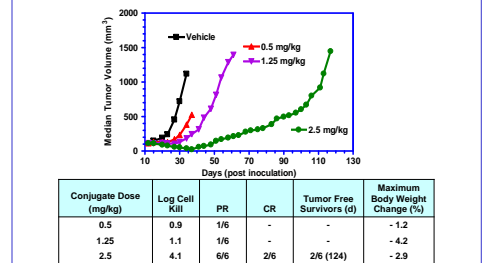 2000
1500
1000
500
0
Median Tumor Volume (mm³)
Vehicle
0.5 mg/kg
1.25 mg/kg
2.5 mg/kg
10 30 50 70 90 110 130
Days (post inoculation)
Conjugate Dose (mg/kg) Log Cell Kill PR CR Tumor Free Survivors (d) Maximum Body Weight Change (%)
0.5 0.9 1/6 - - - 1.2
1.25 1.1 1/6 - - - 4.2
2.5 4.1 6/6 2/6 2/6 (124) - 2.9